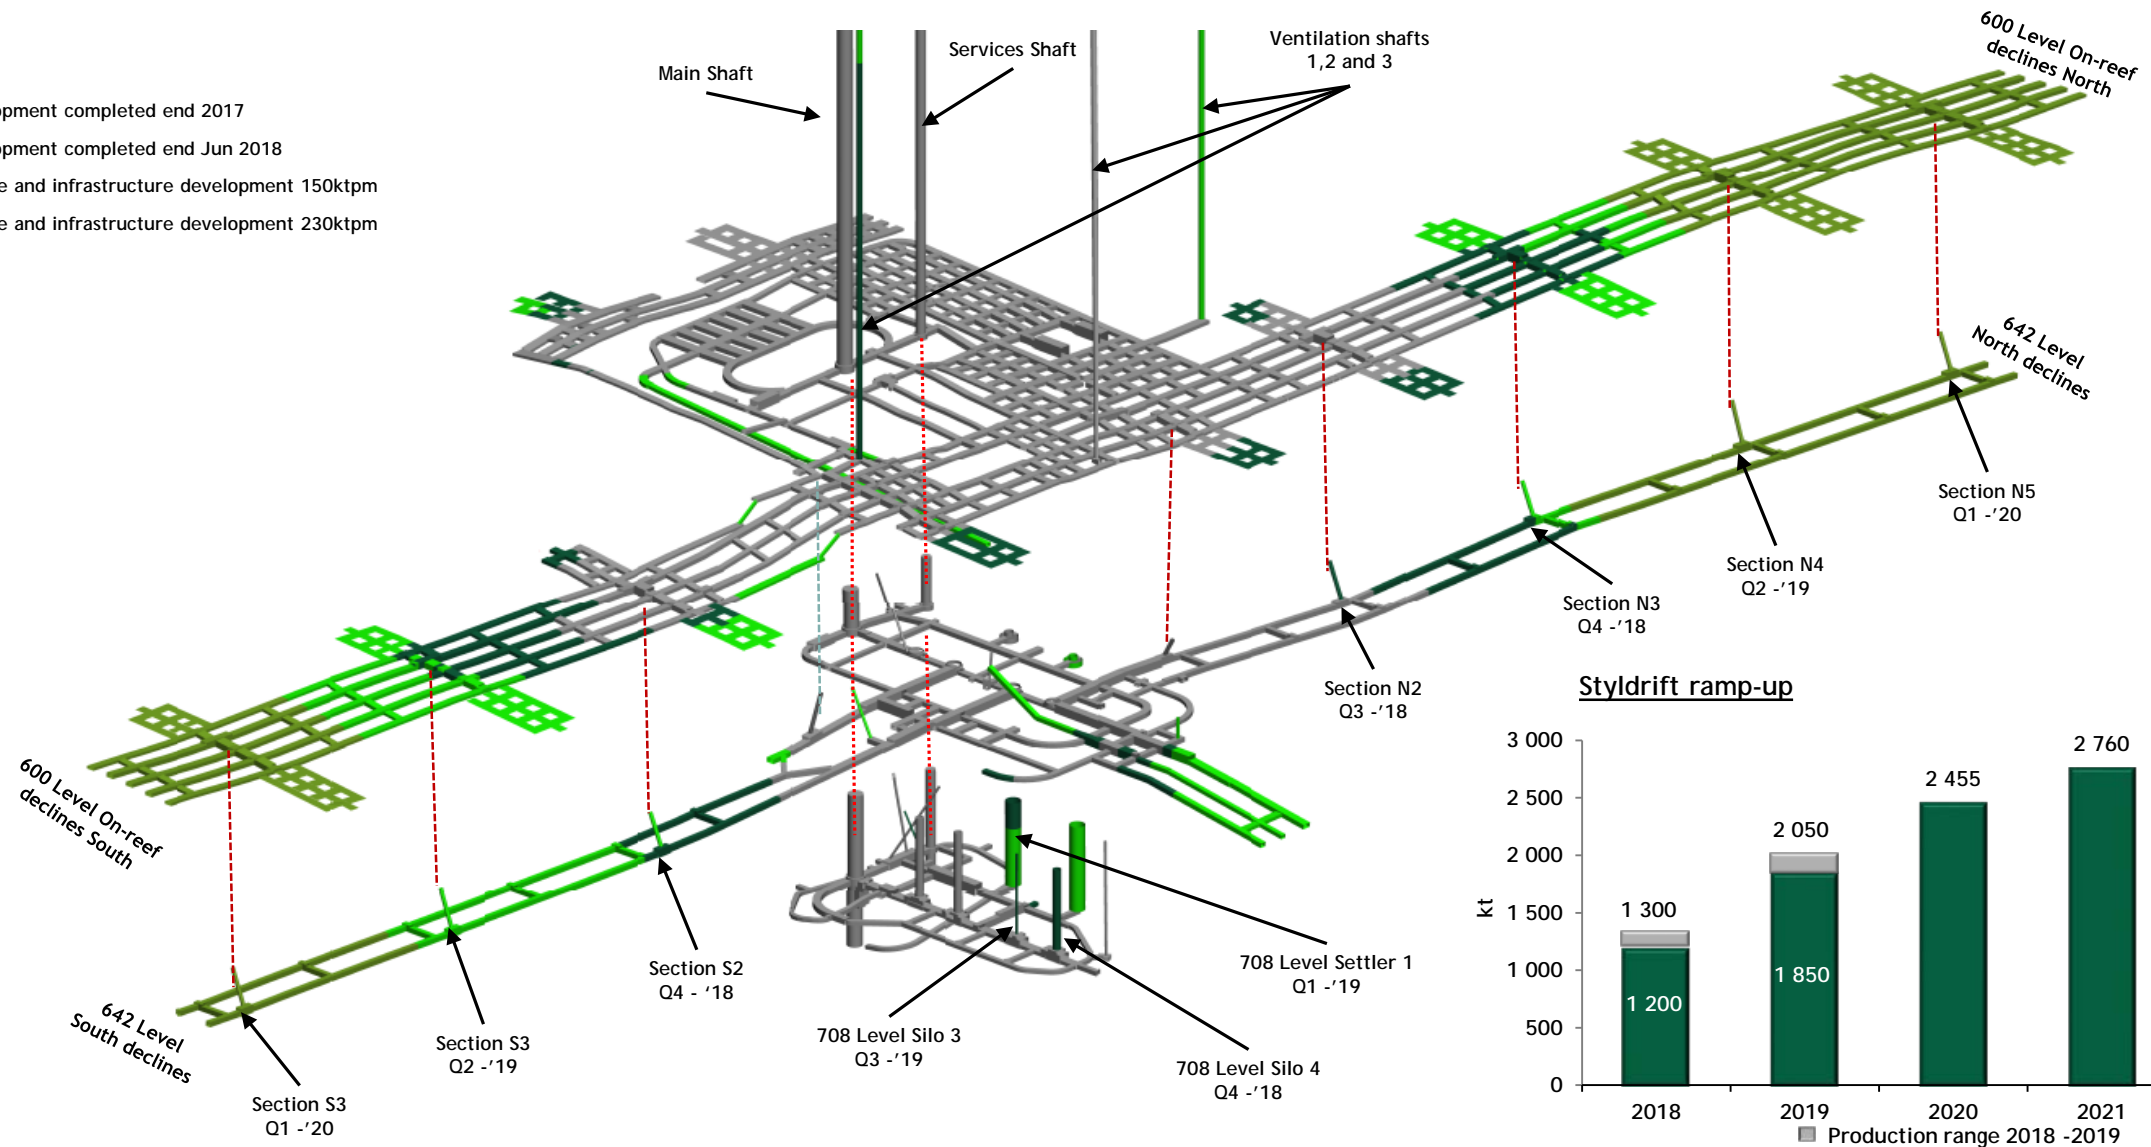 600 Level On-reef
declines North
Services Shaft
Ventilation shafts
1,2 and 3
Main Shaft
opment completed end 2017
opment completed end Jun 2018
e and infrastructure development 150ktpm
e and infrastructure development 230ktpm
642 Level
North declines
Section N5
Q1 -'20
Section N4
Q2 -'19
Section N3
Q4 -'18
Section N2
Q3 -'18
600 Level On-reef
declines South
642 Level
South declines
Section S2
Q4 - ‘18
Section S3
Q2 -’19
Section S3
Q1 -’20
708 Level Settler 1
Q1 -’19
708 Level Silo 3
Q3 -’19
708 Level Silo 4
Q4 -’18
Styldrift ramp-up
kt
3 000
2 500
2 000
1 500
1 000
500
0
1 300
1 200
2 050
1 850
2 455
2 760
2018
2019
2020
2021
Production range 2018 -2019